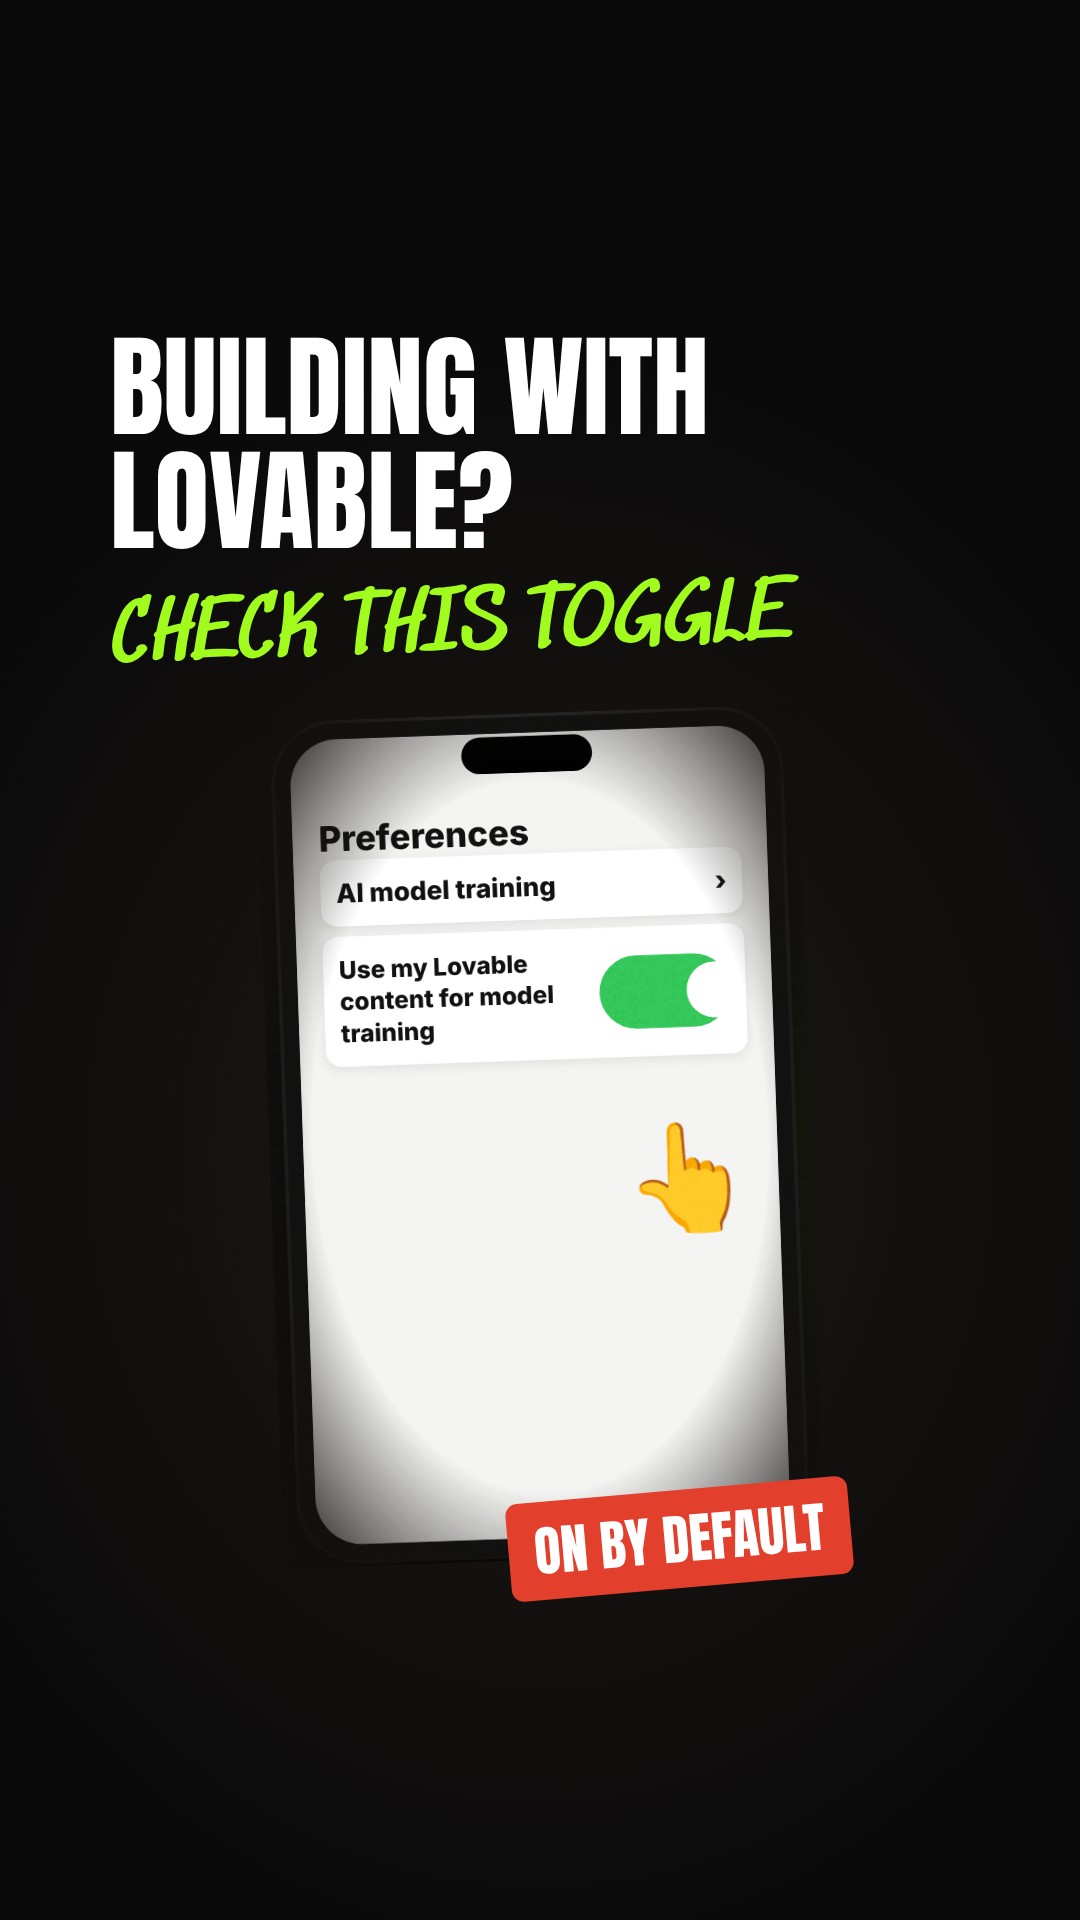 BUILDING WITH
LOVABLE?
CHECK THIS TOGGLE
Preferences
AI model training ›
Use my Lovable
content for model
training
ON BY DEFAULT